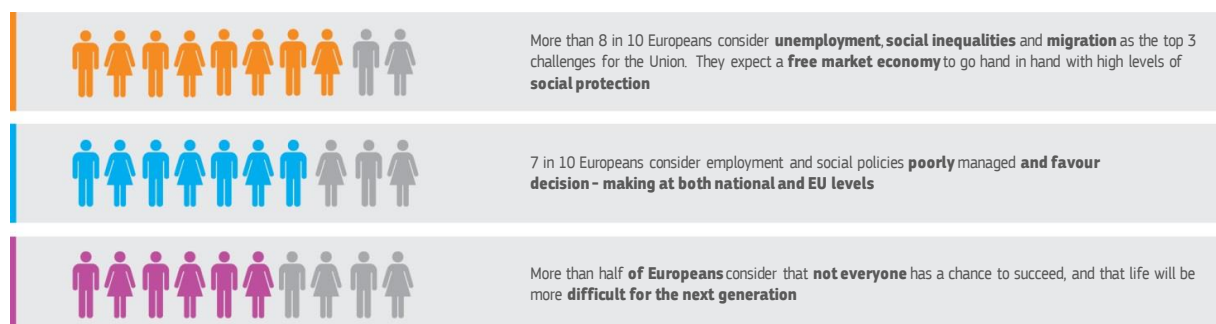 More than 8 in 10 Europeans consider unemployment, social inequalities and migration as the top 3
challenges for the Union. They expect a free market economy to go hand in hand with high levels of
social protection
7 in 10 Europeans consider employment and social policies poorly managed and favour
decision- making at both national and EU levels
More than half of Europeans consider that not everyone has a chance to succeed, and that life will be
more difficult for the next generation